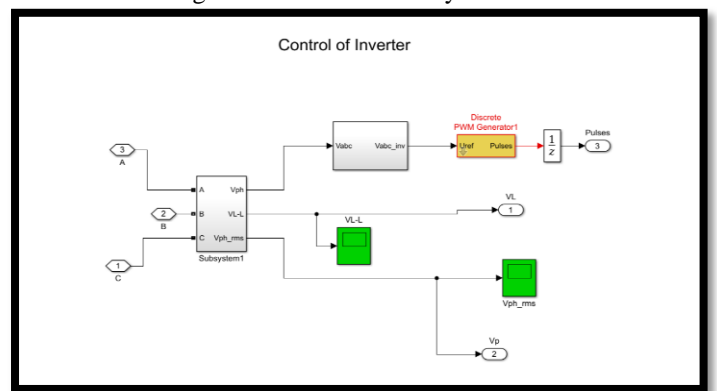 Control of Inverter
Discrete
PWM Generator1
Vabc
Vabc_inv
Uref
Pulses
1
z
Pulses
3
3
A
A
Vph
2
B
B
VL-L
C
Vph_rms
1
C
Subsystem1
VL-L
VL
1
Vph_rms
Vp
2